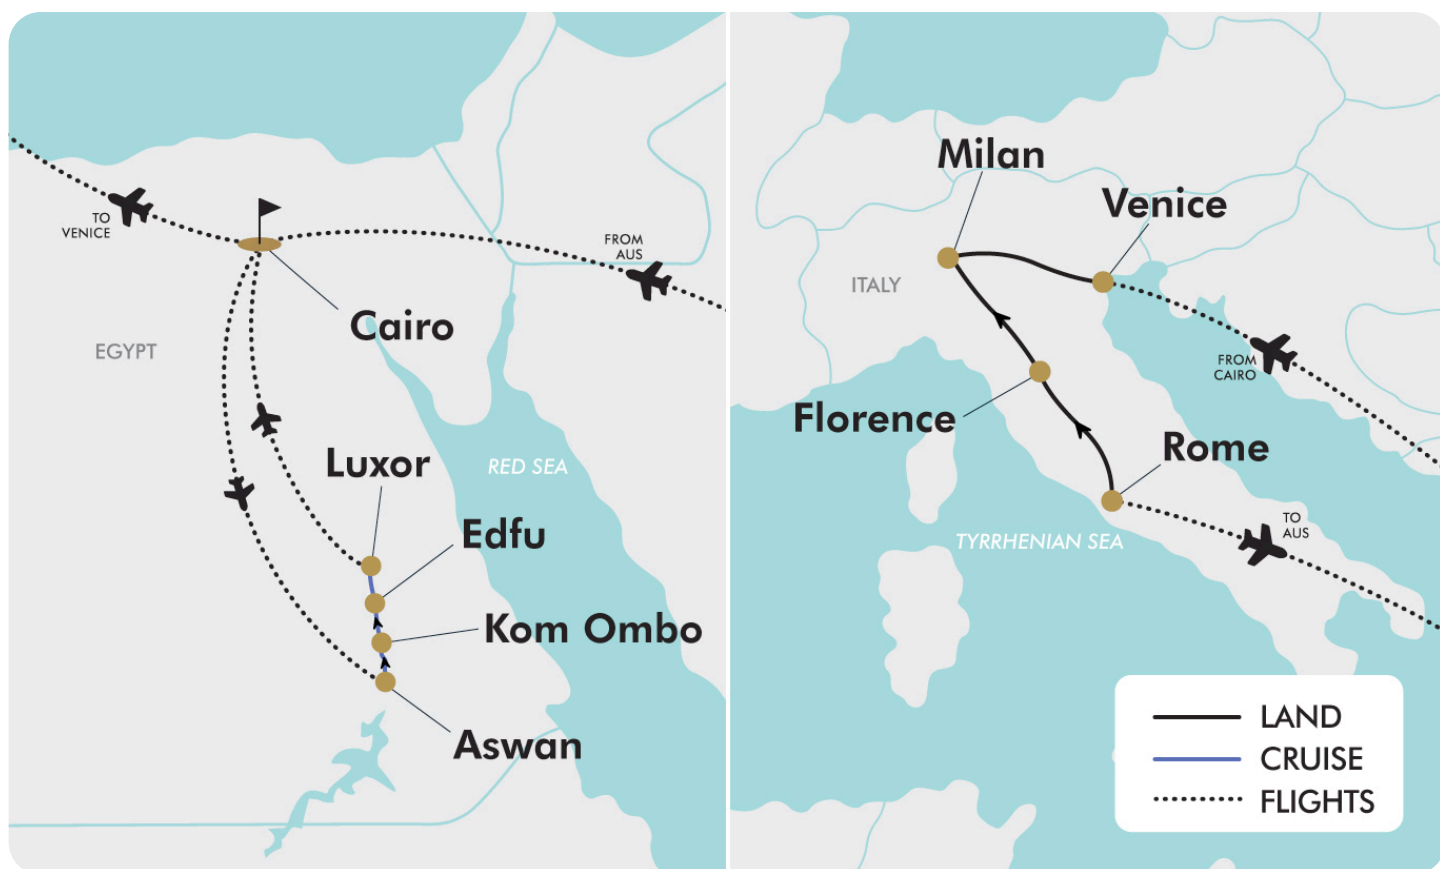 TO
VENICE
FROM
AUS
Cairo
EGYPT
Luxor
RED SEA
Edfu
Kom Ombo
Aswan
Milan
Venice
ITALY
FROM
CAIRO
Florence
Rome
TO
AUS
TYRRHENIAN SEA
LAND
CRUISE
FLIGHTS